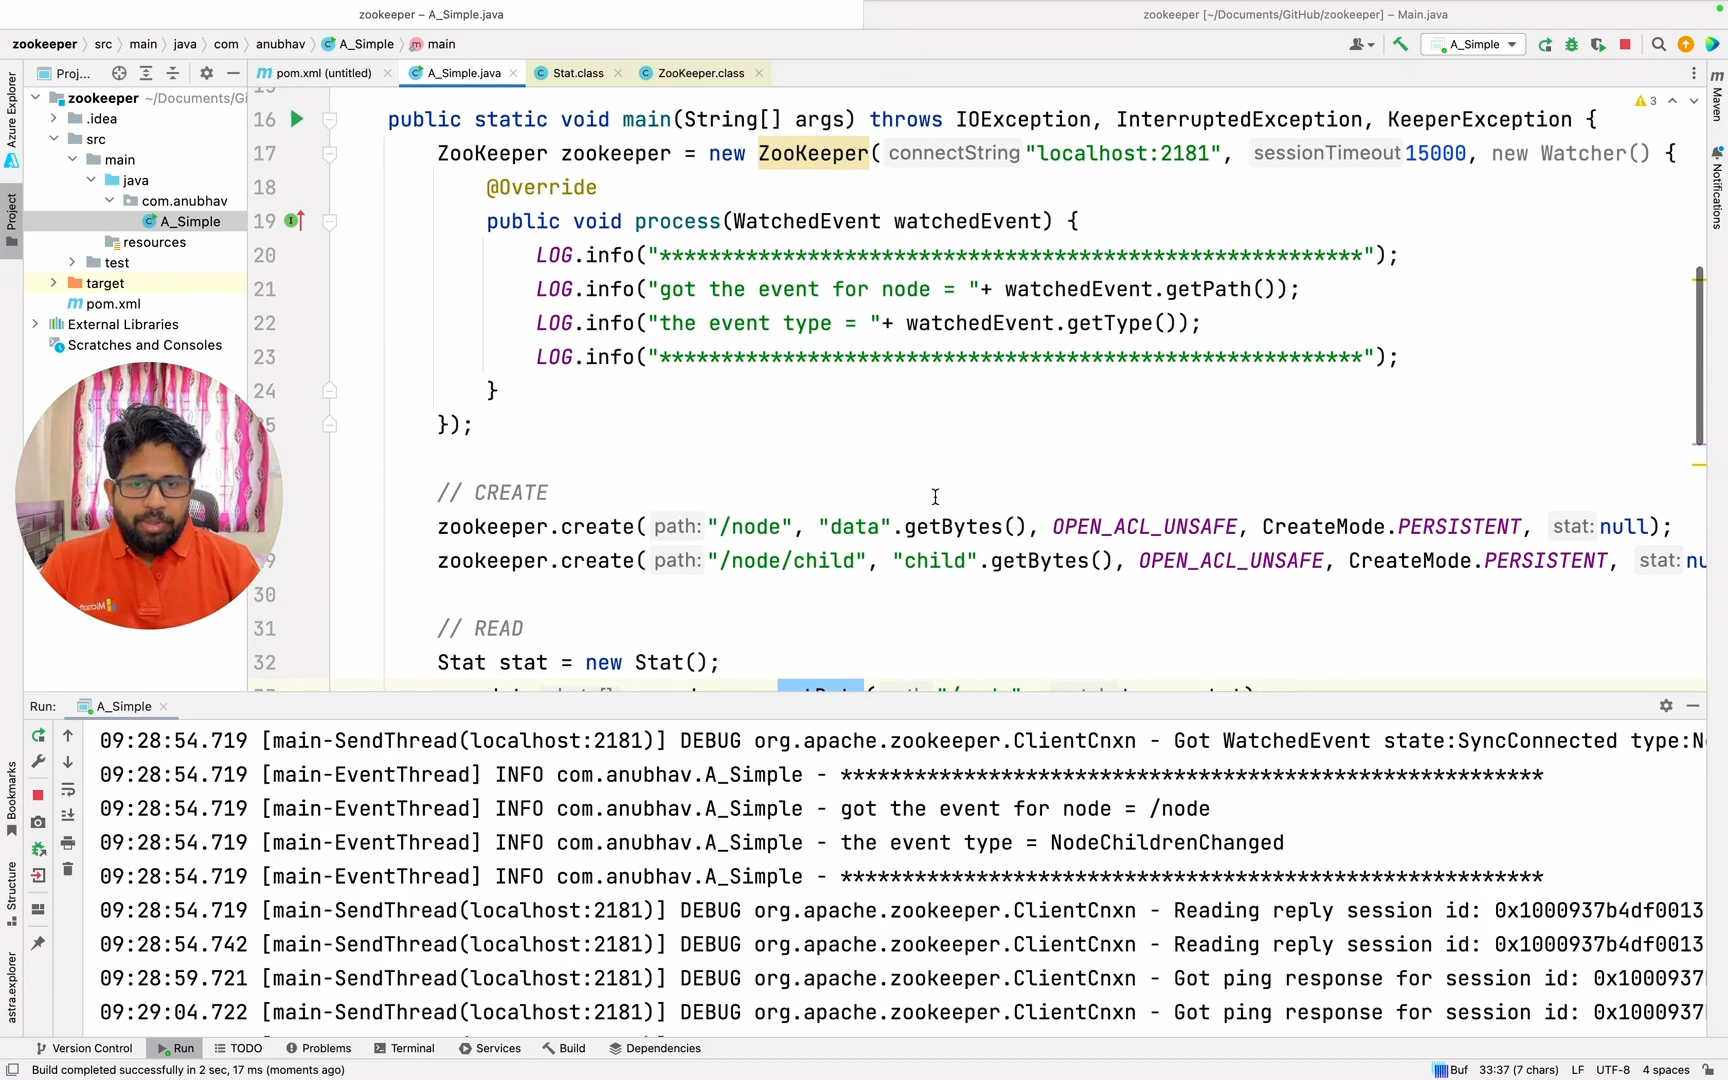 zookeeper – A_Simple.java
zookeeper [~/Documents/GitHub/zookeeper] – Main.java
zookeeper src main java com anubhav A_Simple main
A_Simple
Proj...
pom.xml (untitled)
A_Simple.java
Stat.class
ZooKeeper.class
Azure Explorer
Project
Bookmarks
Structure
astra.explorer
Maven
Notifications
zookeeper ~/Documents/Gi
.idea
src
main
java
com.anubhav
A_Simple
resources
test
target
pom.xml
External Libraries
Scratches and Consoles
3
16 public static void main(String[] args) throws IOException, InterruptedException, KeeperException {
17 ZooKeeper zookeeper = new ZooKeeper( connectString "localhost:2181", sessionTimeout 15000, new Watcher() {
18 @Override
19 public void process(WatchedEvent watchedEvent) {
20 LOG.info("*********************************************************");
21 LOG.info("got the event for node = "+ watchedEvent.getPath());
22 LOG.info("the event type = "+ watchedEvent.getType());
23 LOG.info("*********************************************************");
24 }
5 });
// CREATE
zookeeper.create( path: "/node", "data".getBytes(), OPEN_ACL_UNSAFE, CreateMode.PERSISTENT, stat: null);
9 zookeeper.create( path: "/node/child", "child".getBytes(), OPEN_ACL_UNSAFE, CreateMode.PERSISTENT, stat: nu
30
31 // READ
32 Stat stat = new Stat();
Microsoft
Run: A_Simple
09:28:54.719 [main-SendThread(localhost:2181)] DEBUG org.apache.zookeeper.ClientCnxn - Got WatchedEvent state:SyncConnected type:N
09:28:54.719 [main-EventThread] INFO com.anubhav.A_Simple - *********************************************************
09:28:54.719 [main-EventThread] INFO com.anubhav.A_Simple - got the event for node = /node
09:28:54.719 [main-EventThread] INFO com.anubhav.A_Simple - the event type = NodeChildrenChanged
09:28:54.719 [main-EventThread] INFO com.anubhav.A_Simple - *********************************************************
09:28:54.719 [main-SendThread(localhost:2181)] DEBUG org.apache.zookeeper.ClientCnxn - Reading reply session id: 0x1000937b4df0013
09:28:54.742 [main-SendThread(localhost:2181)] DEBUG org.apache.zookeeper.ClientCnxn - Reading reply session id: 0x1000937b4df0013
09:28:59.721 [main-SendThread(localhost:2181)] DEBUG org.apache.zookeeper.ClientCnxn - Got ping response for session id: 0x1000937
09:29:04.722 [main-SendThread(localhost:2181)] DEBUG org.apache.zookeeper.ClientCnxn - Got ping response for session id: 0x1000937
Version Control Run TODO Problems Terminal Services Build Dependencies
Build completed successfully in 2 sec, 17 ms (moments ago)
Buf 33:37 (7 chars) LF UTF-8 4 spaces